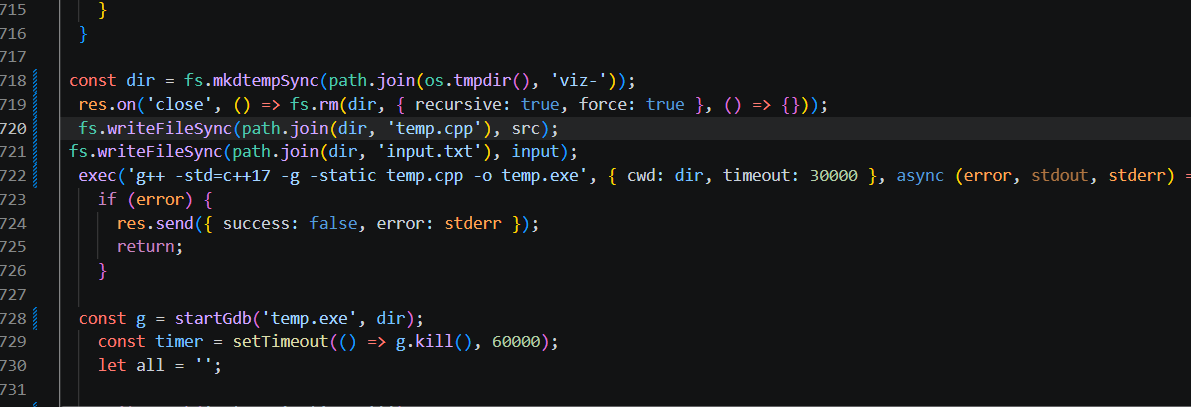 715 }
716 }
717
718 const dir = fs.mkdtempSync(path.join(os.tmpdir(), 'viz-'));
719 res.on('close', () => fs.rm(dir, { recursive: true, force: true }, () => {}));
720 fs.writeFileSync(path.join(dir, 'temp.cpp'), src);
721 fs.writeFileSync(path.join(dir, 'input.txt'), input);
722 exec('g++ -std=c++17 -g -static temp.cpp -o temp.exe', { cwd: dir, timeout: 30000 }, async (error, stdout, stderr) =
723 if (error) {
724 res.send({ success: false, error: stderr });
725 return;
726 }
727
728 const g = startGdb('temp.exe', dir);
729 const timer = setTimeout(() => g.kill(), 60000);
730 let all = '';
731